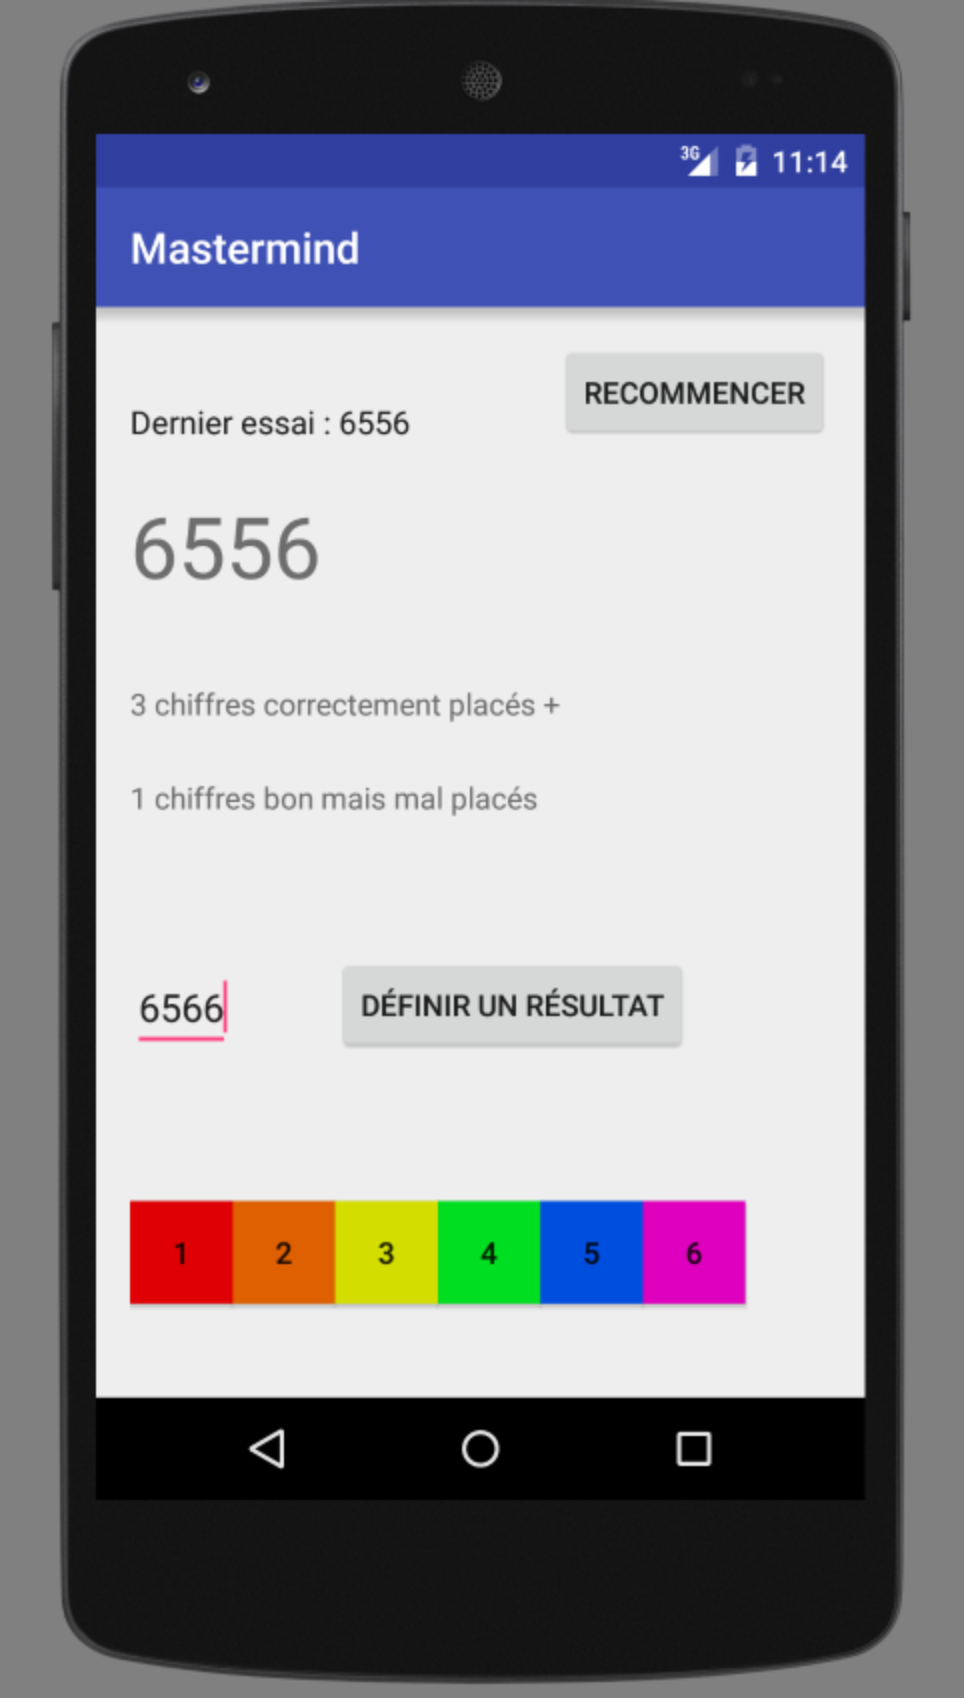 3G 11:14
Mastermind
RECOMMENCER
Dernier essai : 6556
6556
3 chiffres correctement placés +
1 chiffres bon mais mal placés
6566 DÉFINIR UN RÉSULTAT
1 2 3 4 5 6